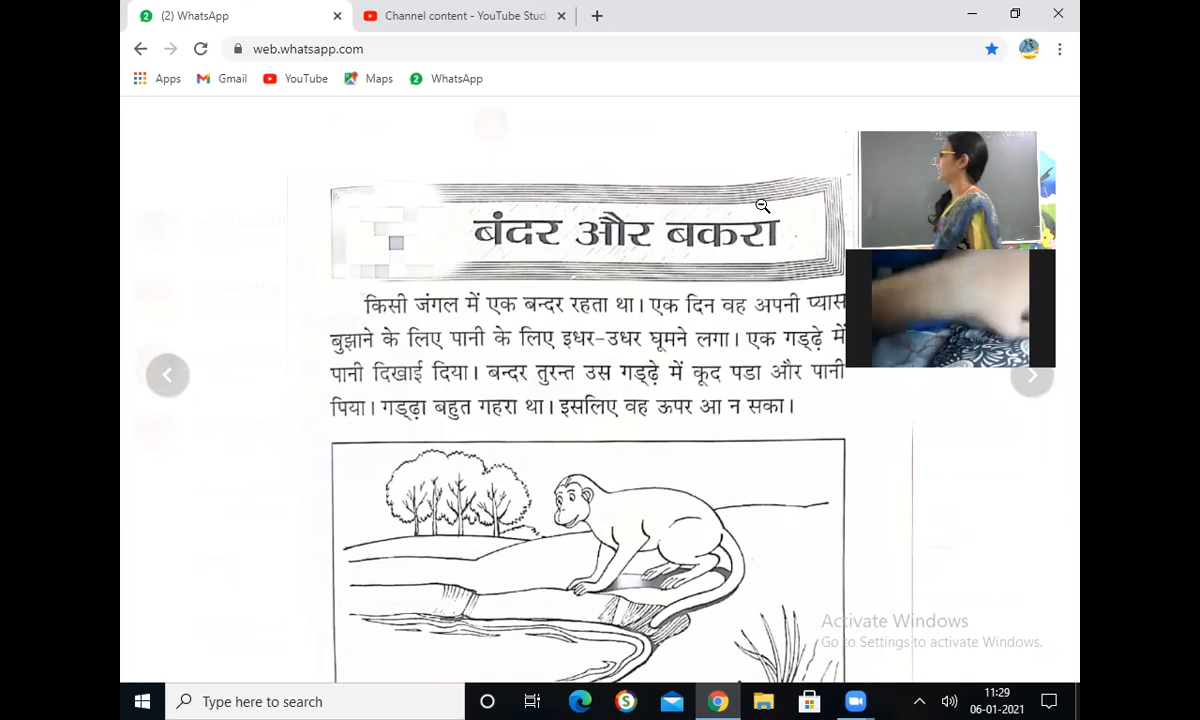 (2) WhatsApp
Channel content - YouTube Stud
web.whatsapp.com
Apps Gmail YouTube Maps WhatsApp
बंदर और बकरा
किसी जंगल में एक बन्दर रहता था। एक दिन वह अपनी प्यास
बुझाने के लिए पानी के लिए इधर-उधर घूमने लगा। एक गड्ढ़े में
पानी दिखाई दिया। बन्दर तुरन्त उस गड्ढ़े में कूद पडा और पानी
पिया। गड्ढ़ा बहुत गहरा था। इसलिए वह ऊपर आ न सका।
Activate Windows
Go to Settings to activate Windows.
Type here to search
11:29
06-01-2021